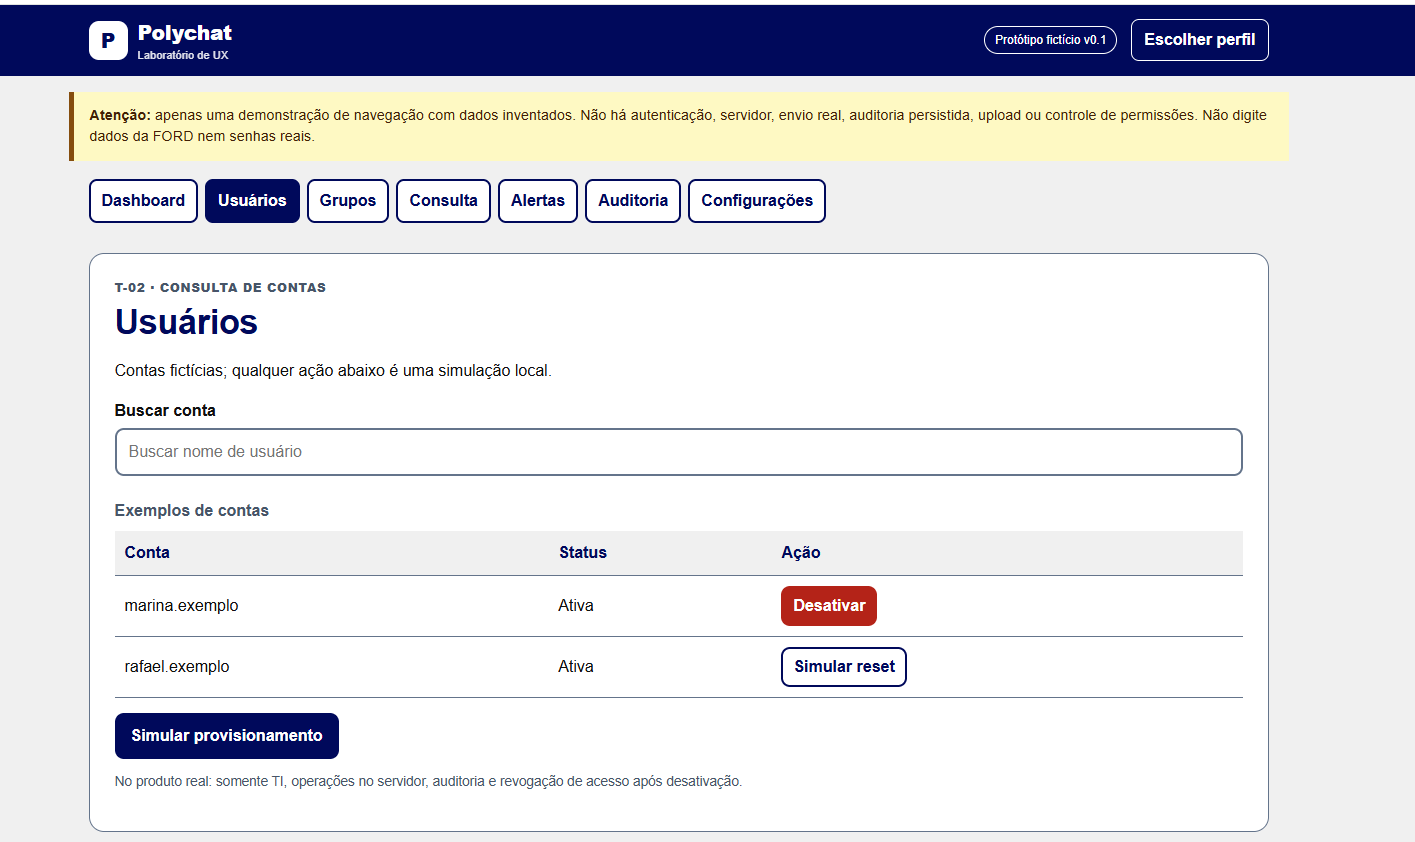 P
Polychat
Laboratório de UX
Protótipo fictício v0.1
Escolher perfil
Atenção: apenas uma demonstração de navegação com dados inventados. Não há autenticação, servidor, envio real, auditoria persistida, upload ou controle de permissões. Não digite
dados da FORD nem senhas reais.
Dashboard
Usuários
Grupos
Consulta
Alertas
Auditoria
Configurações
T-02 · CONSULTA DE CONTAS
Usuários
Contas fictícias; qualquer ação abaixo é uma simulação local.
Buscar conta
Buscar nome de usuário
Exemplos de contas
Conta Status Ação
marina.exemplo Ativa Desativar
rafael.exemplo Ativa Simular reset
Simular provisionamento
No produto real: somente TI, operações no servidor, auditoria e revogação de acesso após desativação.